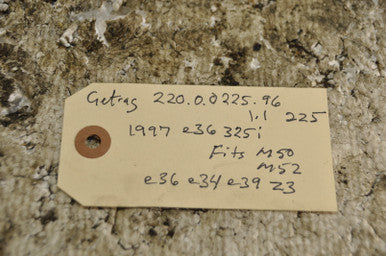 Getrag 220.0.0225.96
1.1 225
1997 e36 325i
Fits M50
M52
e36 e34 e39 Z3